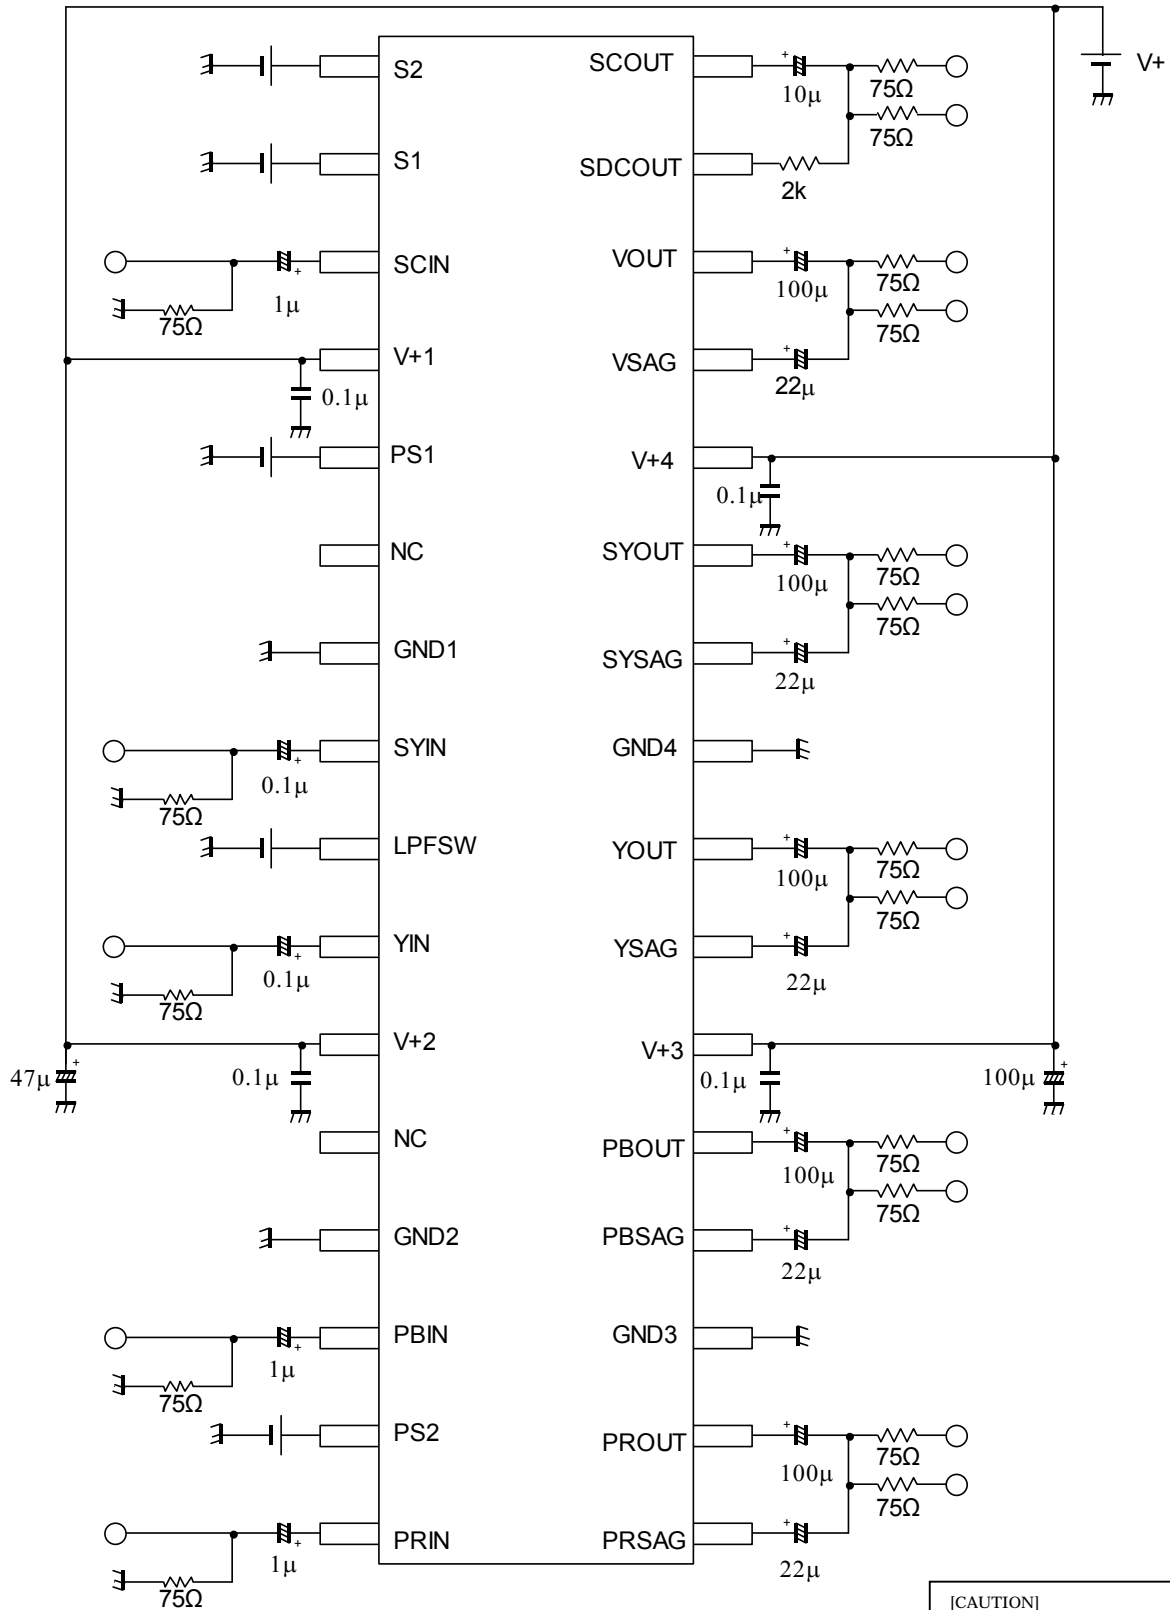 V+
S2
SCOUT
10μ
75Ω
75Ω
S1
SDCOUT
2k
SCIN
1μ
75Ω
VOUT
100μ
75Ω
75Ω
V+1
0.1μ
VSAG
22μ
PS1
V+4
0.1μ
NC
SYOUT
100μ
75Ω
75Ω
GND1
SYSAG
22μ
SYIN
0.1μ
75Ω
GND4
LPFSW
YOUT
100μ
75Ω
75Ω
YIN
0.1μ
75Ω
YSAG
22μ
V+2
47μ
0.1μ
V+3
0.1μ
100μ
NC
PBOUT
100μ
75Ω
75Ω
GND2
PBSAG
22μ
PBIN
1μ
75Ω
GND3
PS2
PROUT
100μ
75Ω
75Ω
PRIN
1μ
75Ω
PRSAG
22μ
[CAUTION]